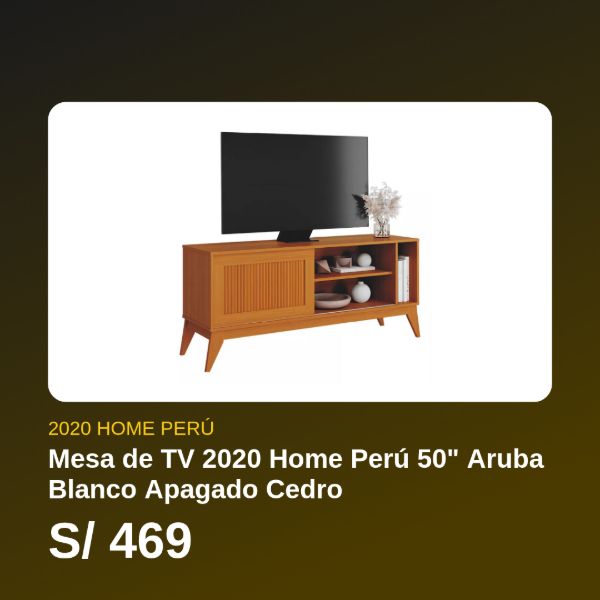 2020 HOME PERÚ
Mesa de TV 2020 Home Perú 50" Aruba
Blanco Apagado Cedro
S/ 469